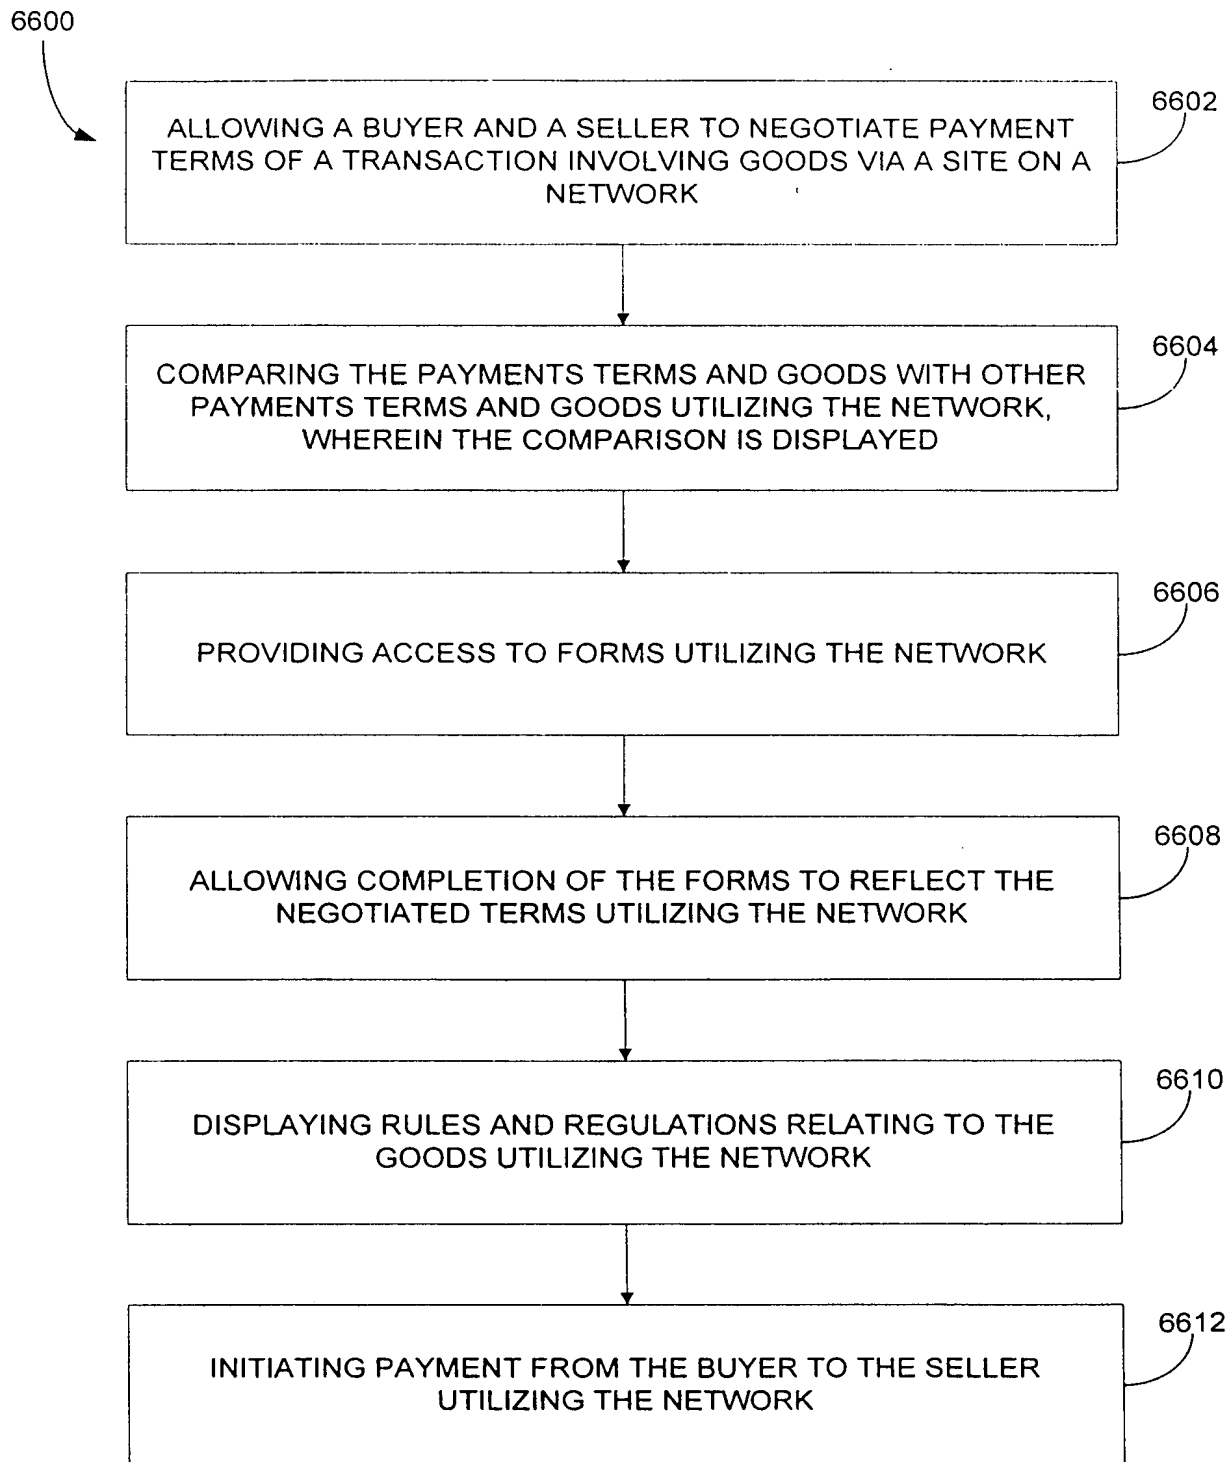 6600
6602
ALLOWING A BUYER AND A SELLER TO NEGOTIATE PAYMENT
TERMS OF A TRANSACTION INVOLVING GOODS VIA A SITE ON A
NETWORK
6604
COMPARING THE PAYMENTS TERMS AND GOODS WITH OTHER
PAYMENTS TERMS AND GOODS UTILIZING THE NETWORK,
WHEREIN THE COMPARISON IS DISPLAYED
6606
PROVIDING ACCESS TO FORMS UTILIZING THE NETWORK
6608
ALLOWING COMPLETION OF THE FORMS TO REFLECT THE
NEGOTIATED TERMS UTILIZING THE NETWORK
6610
DISPLAYING RULES AND REGULATIONS RELATING TO THE
GOODS UTILIZING THE NETWORK
6612
INITIATING PAYMENT FROM THE BUYER TO THE SELLER
UTILIZING THE NETWORK